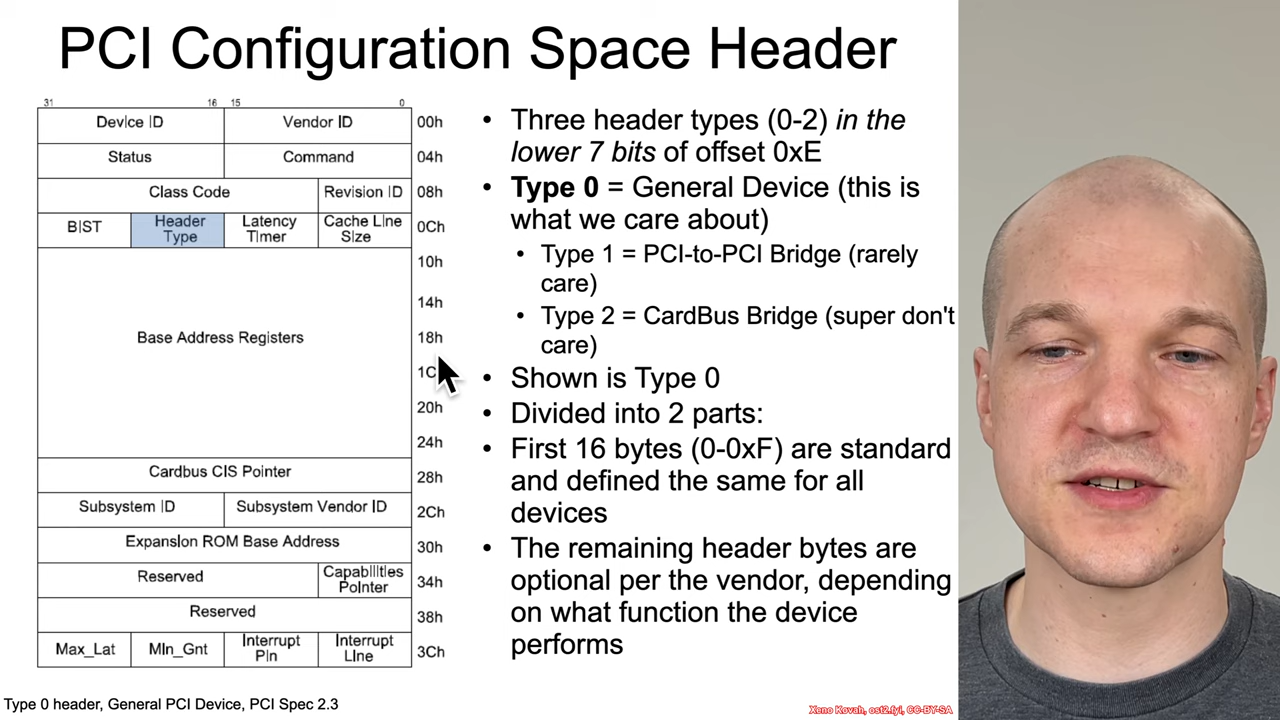 PCI Configuration Space Header
31 16 15 0
Device ID Vendor ID 00h
Status Command 04h
Class Code Revision ID 08h
BIST Header Type Latency Timer Cache Line Size 0Ch
10h
14h
Base Address Registers 18h
1C
20h
24h
Cardbus CIS Pointer 28h
Subsystem ID Subsystem Vendor ID 2Ch
Expansion ROM Base Address 30h
Reserved Capabilities Pointer 34h
Reserved 38h
Max_Lat Min_Gnt Interrupt Pin Interrupt Line 3Ch
• Three header types (0-2) in the
lower 7 bits of offset 0xE
• Type 0 = General Device (this is
what we care about)
• Type 1 = PCI-to-PCI Bridge (rarely
care)
• Type 2 = CardBus Bridge (super don't
care)
• Shown is Type 0
• Divided into 2 parts:
• First 16 bytes (0-0xF) are standard
and defined the same for all
devices
• The remaining header bytes are
optional per the vendor, depending
on what function the device
performs
Type 0 header, General PCI Device, PCI Spec 2.3
Xeno Kovah, ost2.fyi, CC-BY-SA